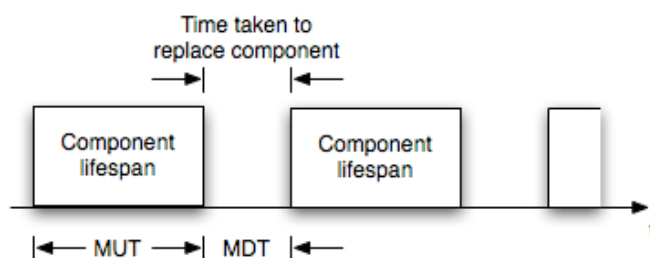 Time taken to
replace component
Component
lifespan
Component
lifespan
MUT
MDT
t